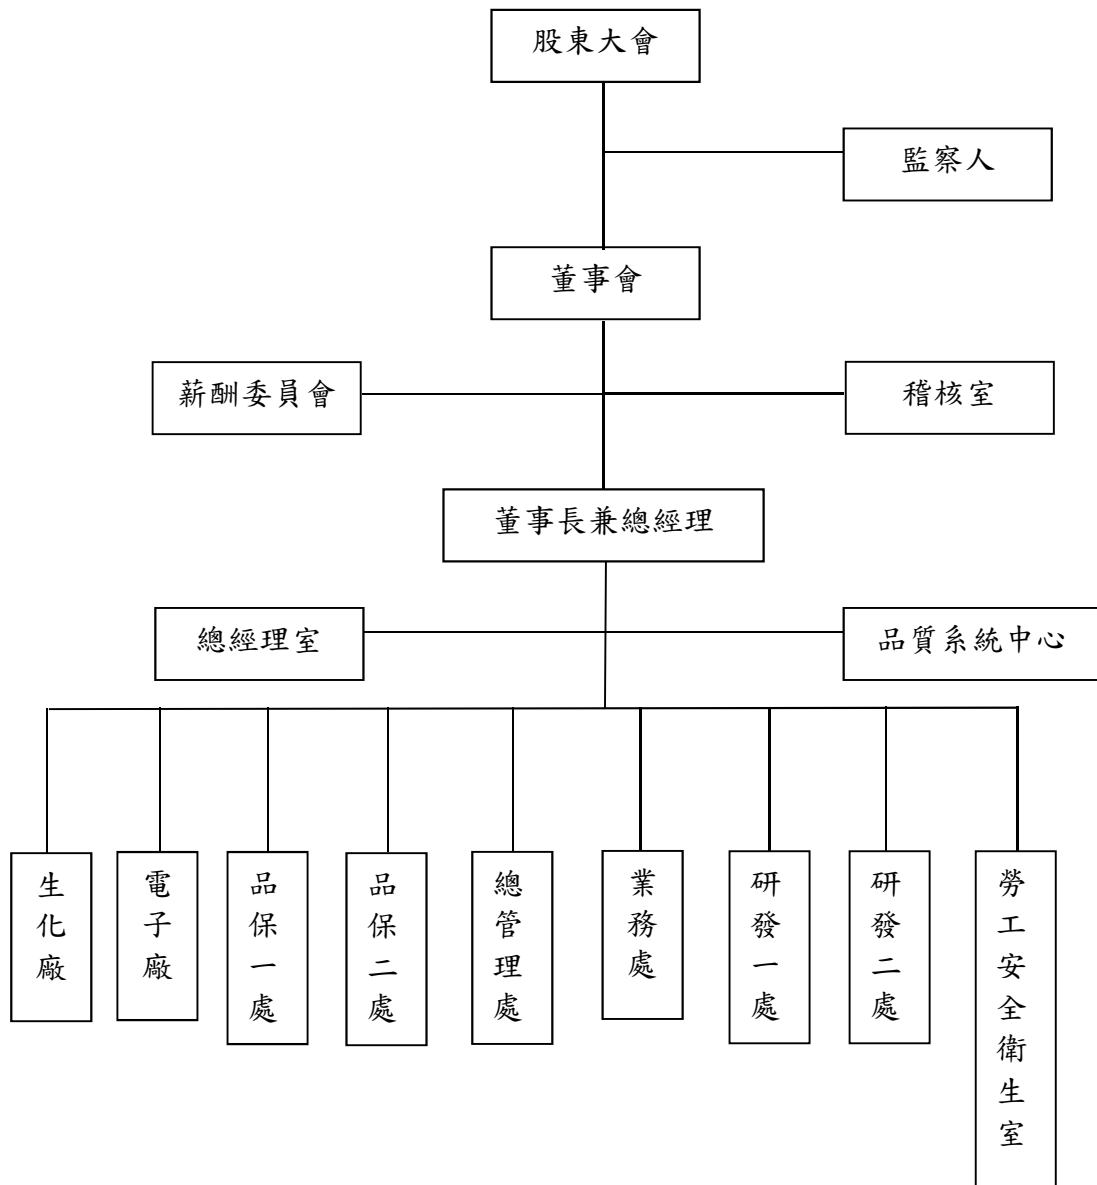 股東大會
監察人
董事會
薪酬委員會
稽核室
董事長兼總經理
總經理室
品質系統中心
生化廠
電子廠
品保一處
品保二處
總管理處
業務處
研發一處
研發二處
勞工安全衛生室